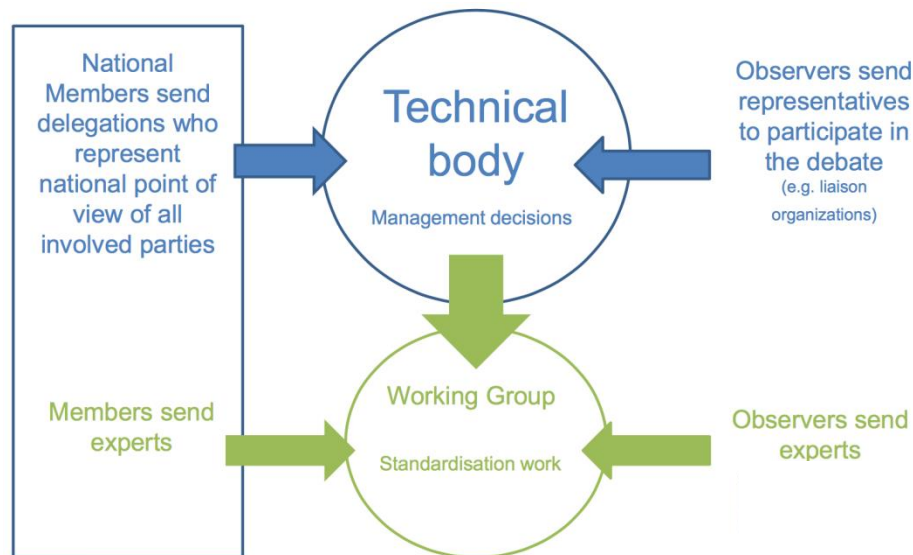 National
Members send
delegations who
represent
national point of
view of all
involved parties
Technical
body
Management decisions
Observers send
representatives
to participate in
the debate
(e.g. liaison
organizations)
Members send
experts
Working Group
Standardisation work
Observers send
experts